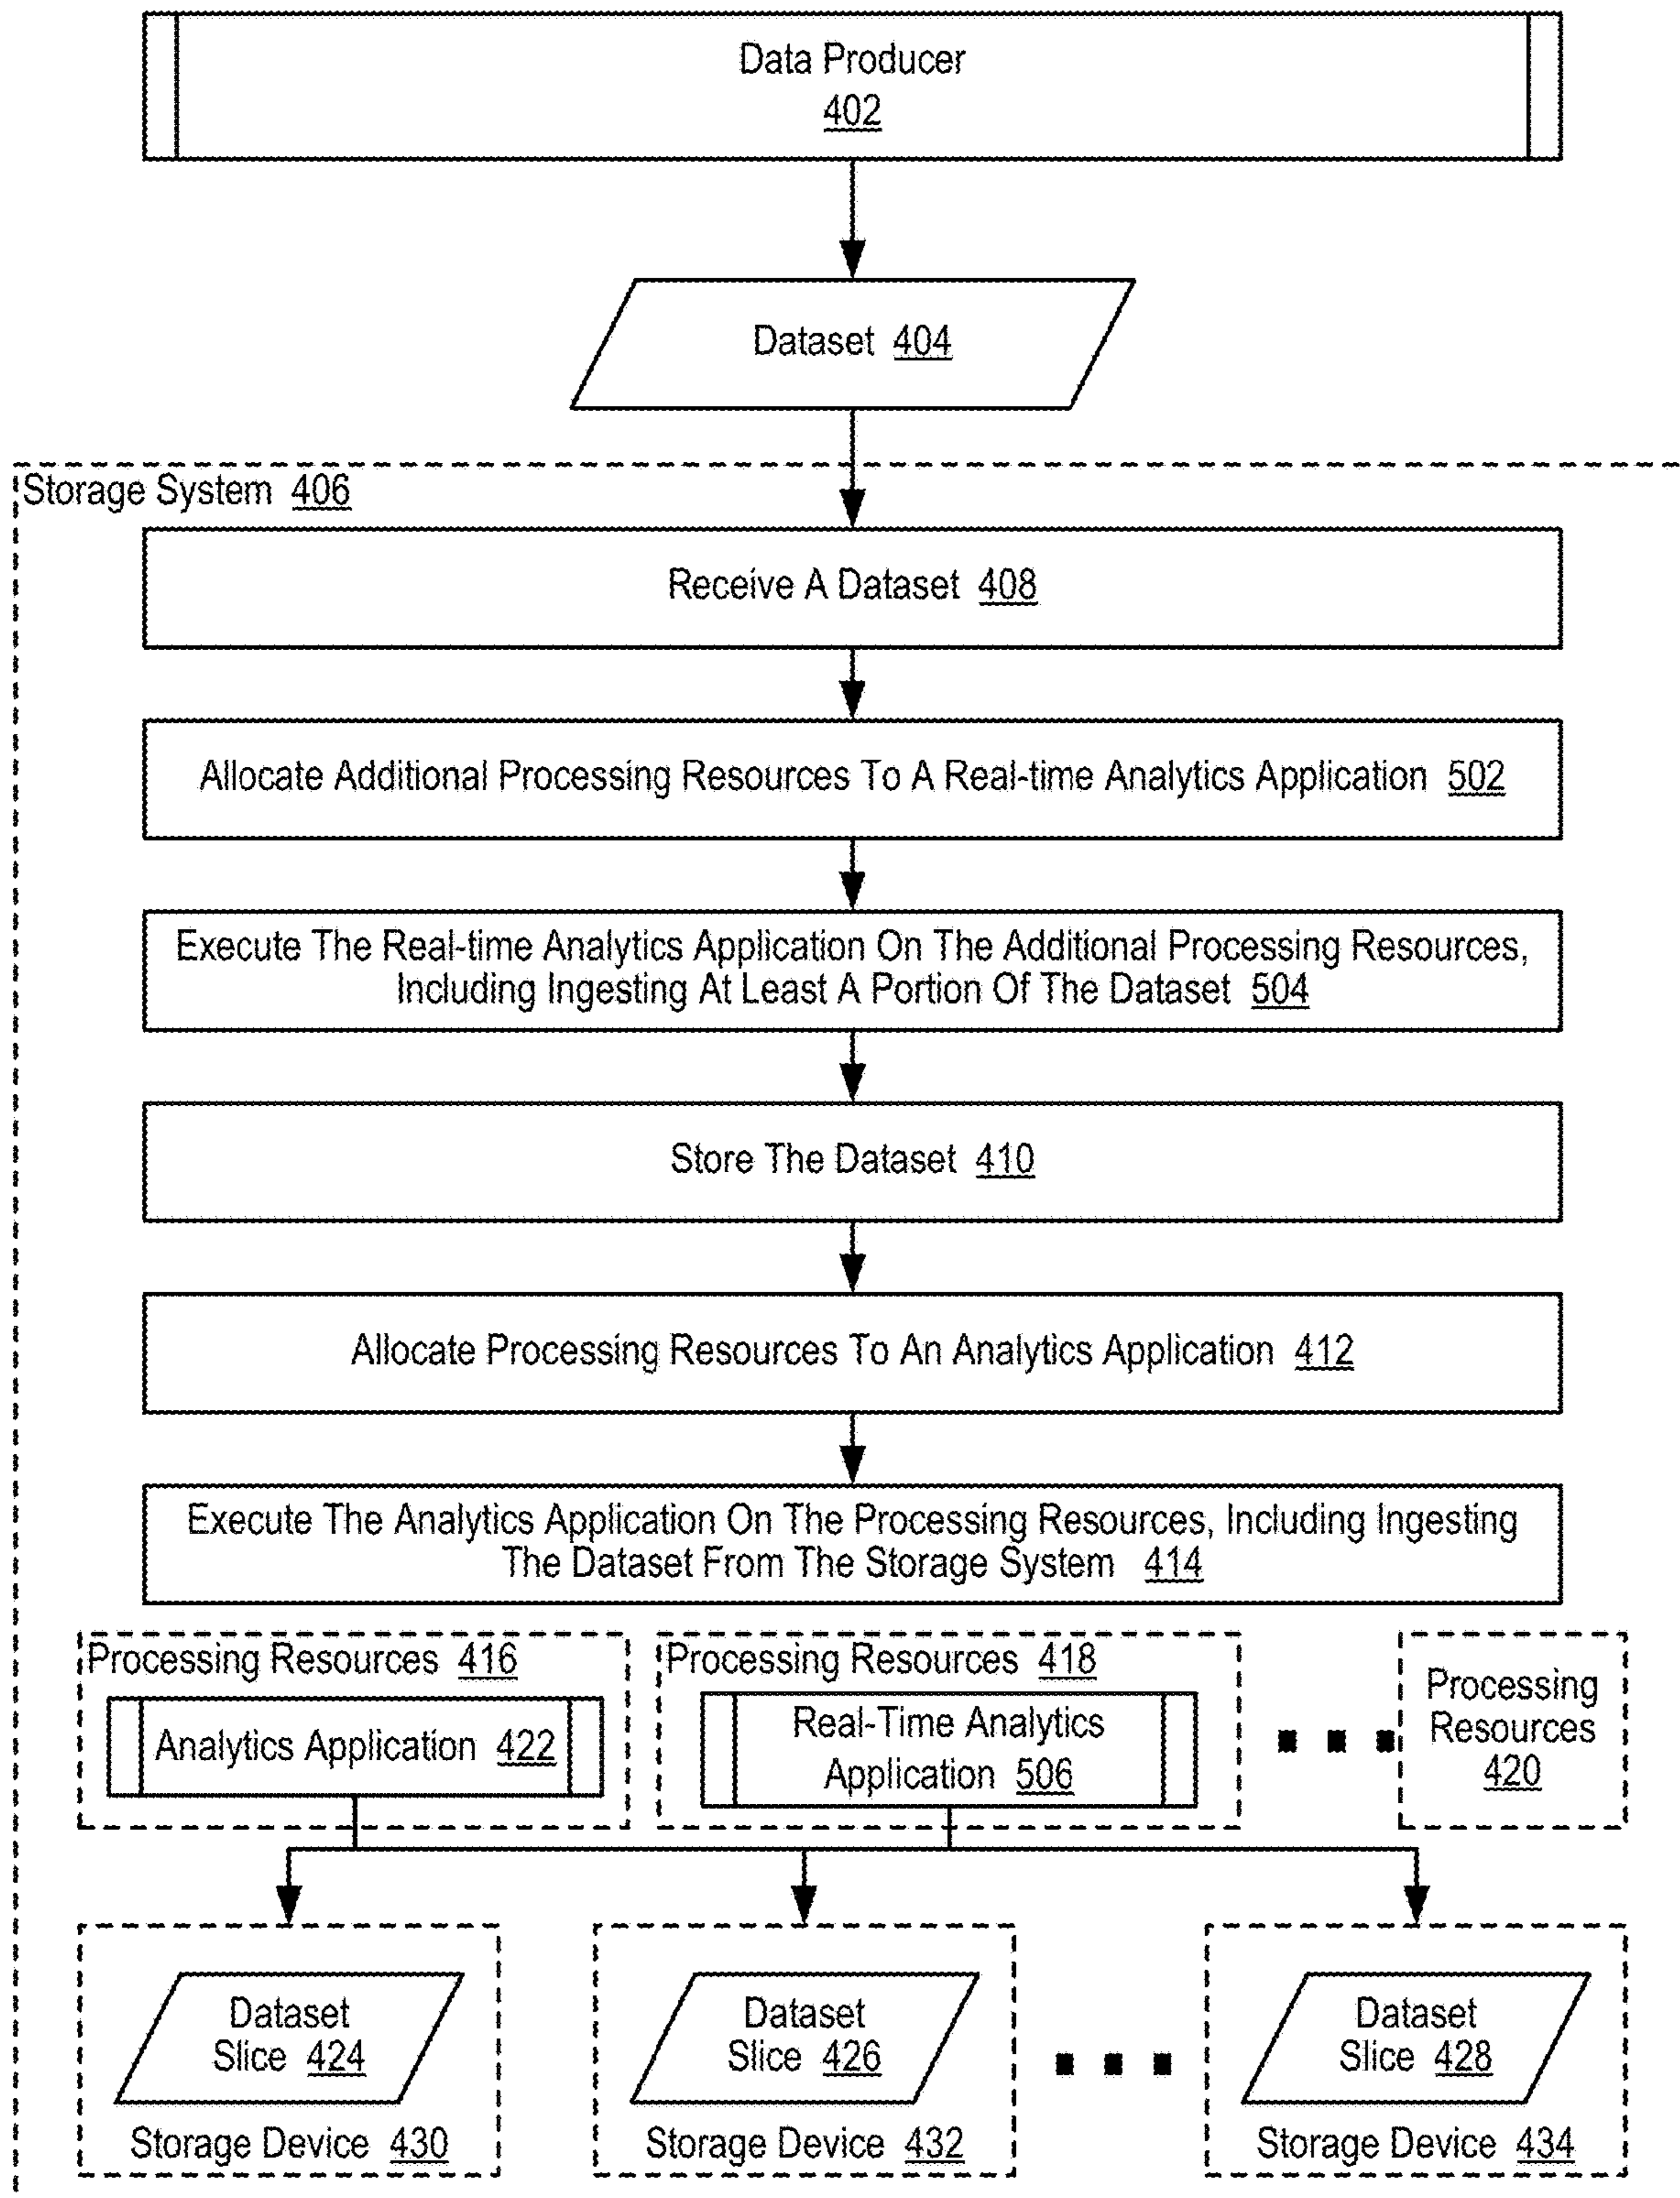 Data Producer
402
Dataset 404
Storage System 406
Receive A Dataset 408
Allocate Additional Processing Resources To A Real-time Analytics Application 502
Execute The Real-time Analytics Application On The Additional Processing Resources,
Including Ingesting At Least A Portion Of The Dataset 504
Store The Dataset 410
Allocate Processing Resources To An Analytics Application 412
Execute The Analytics Application On The Processing Resources, Including Ingesting
The Dataset From The Storage System 414
Processing Resources 416
Analytics Application 422
Processing Resources 418
Real-Time Analytics
Application 506
Processing
Resources
420
Dataset
Slice 424
Storage Device 430
Dataset
Slice 426
Storage Device 432
Dataset
Slice 428
Storage Device 434